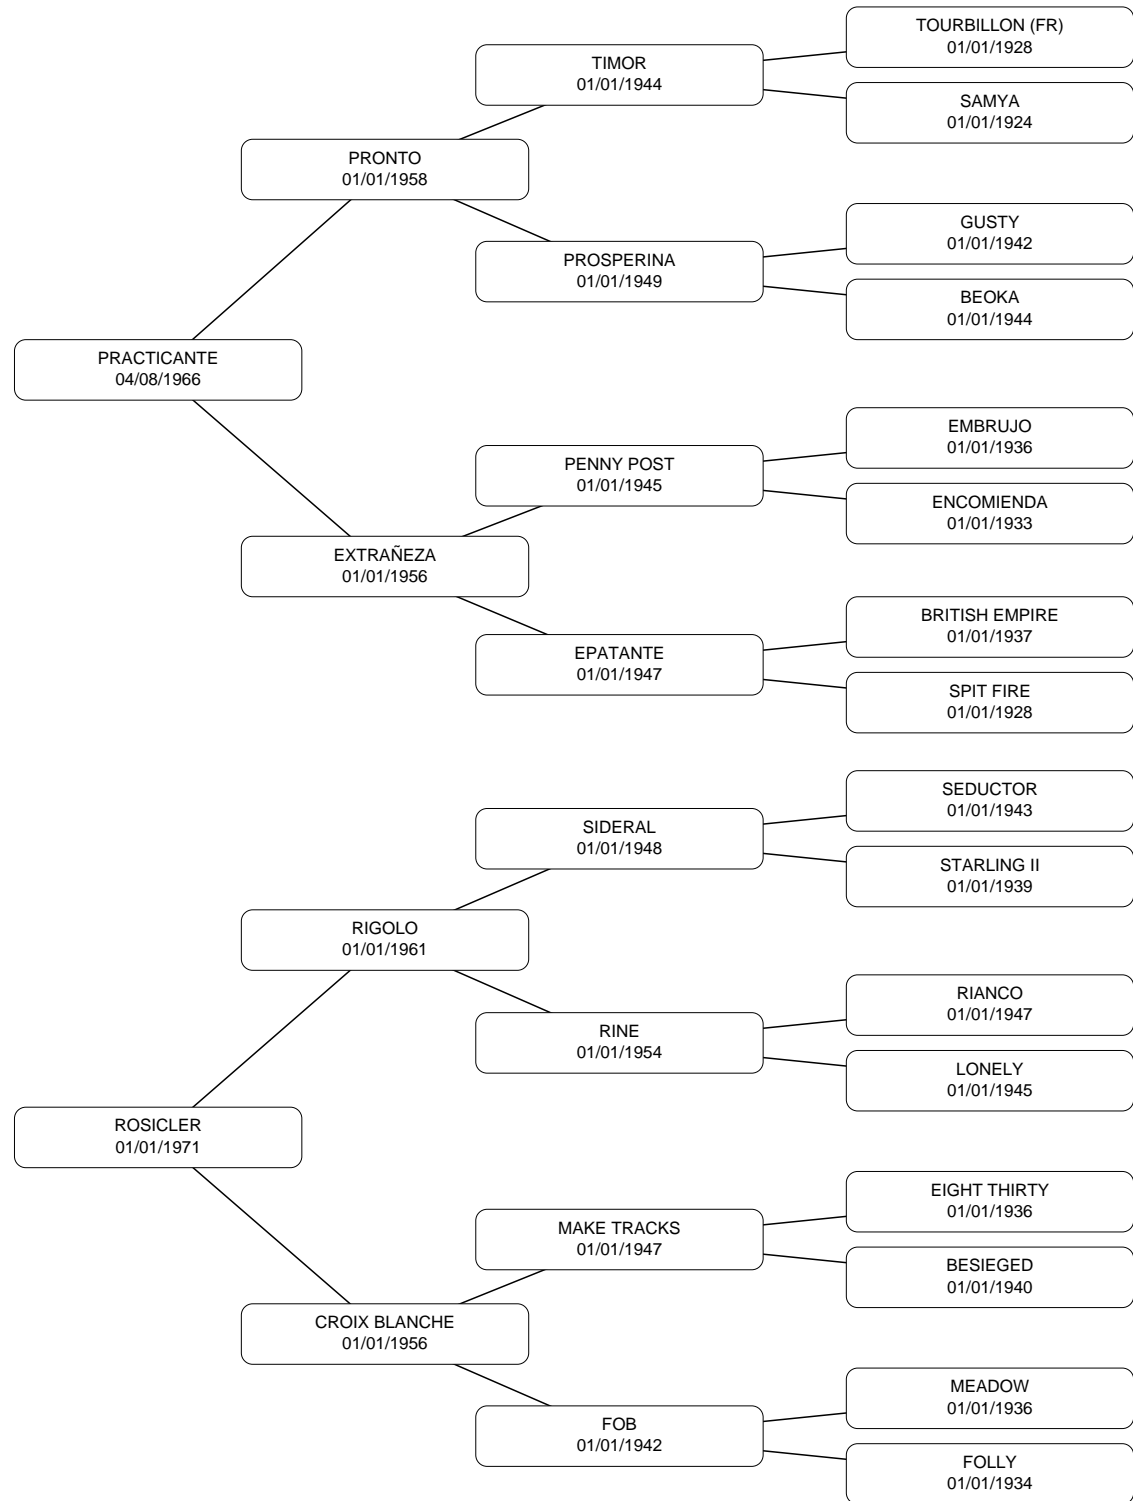 TOURBILLON (FR)
01/01/1928
TIMOR
01/01/1944
SAMYA
01/01/1924
PRONTO
01/01/1958
GUSTY
01/01/1942
PROSPERINA
01/01/1949
BEOKA
01/01/1944
PRACTICANTE
04/08/1966
EMBRUJO
01/01/1936
PENNY POST
01/01/1945
ENCOMIENDA
01/01/1933
EXTRAÑEZA
01/01/1956
BRITISH EMPIRE
01/01/1937
EPATANTE
01/01/1947
SPIT FIRE
01/01/1928
SEDUCTOR
01/01/1943
SIDERAL
01/01/1948
STARLING II
01/01/1939
RIGOLO
01/01/1961
RIANCO
01/01/1947
RINE
01/01/1954
LONELY
01/01/1945
ROSICLER
01/01/1971
EIGHT THIRTY
01/01/1936
MAKE TRACKS
01/01/1947
BESIEGED
01/01/1940
CROIX BLANCHE
01/01/1956
MEADOW
01/01/1936
FOB
01/01/1942
FOLLY
01/01/1934